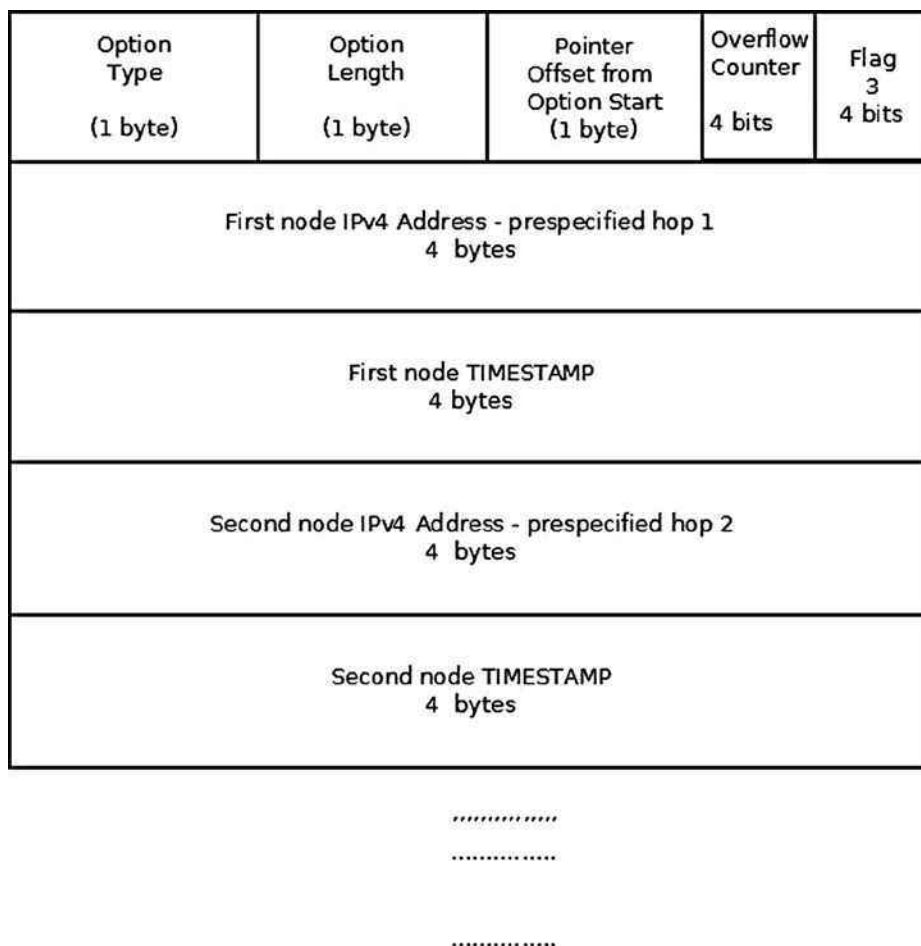 Option
Type
(1 byte)
Option
Length
(1 byte)
Pointer
Offset from
Option Start
(1 byte)
Overflow
Counter
4 bits
Flag
3
4 bits
First node IPv4 Address - prespecified hop 1
4 bytes
First node TIMESTAMP
4 bytes
Second node IPv4 Address - prespecified hop 2
4 bytes
Second node TIMESTAMP
4 bytes
,,,,,,,,,,,,,,,
...............
...............